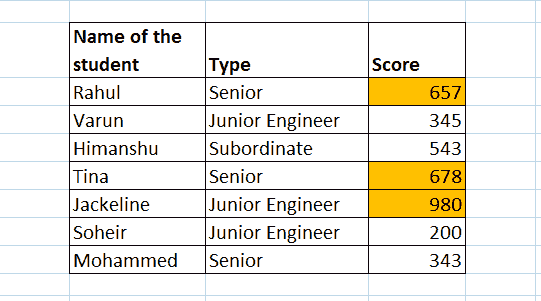 Name of the
student Type Score
Rahul Senior 657
Varun Junior Engineer 345
Himanshu Subordinate 543
Tina Senior 678
Jackeline Junior Engineer 980
Soheir Junior Engineer 200
Mohammed Senior 343